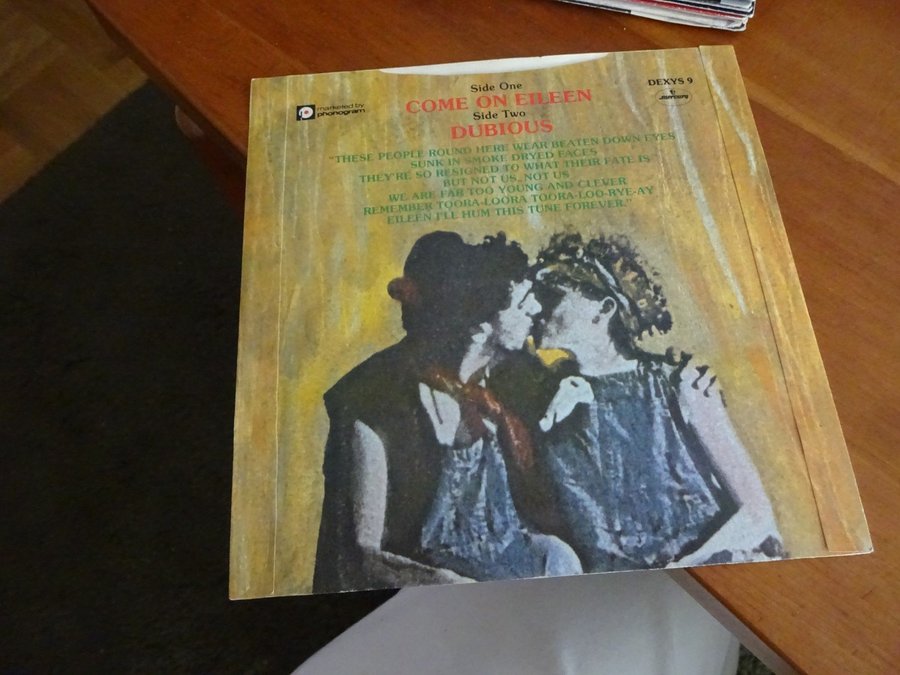 Side One
COME ON EILEEN
Side Two
DUBIOUS
marketed by
phonogram
DEXYS 9
mercury
"THESE PEOPLE ROUND HERE WEAR BEATEN DOWN EYES
SUNK IN SMOKE DRYED FACES
THEY'RE SO RESIGNED TO WHAT THEIR FATE IS
BUT NOT US, NOT US
WE ARE FAR TOO YOUNG AND CLEVER
REMEMBER TOORA-LOORA TOORA-LOO-RYE-AY
EILEEN I'LL HUM THIS TUNE FOREVER."